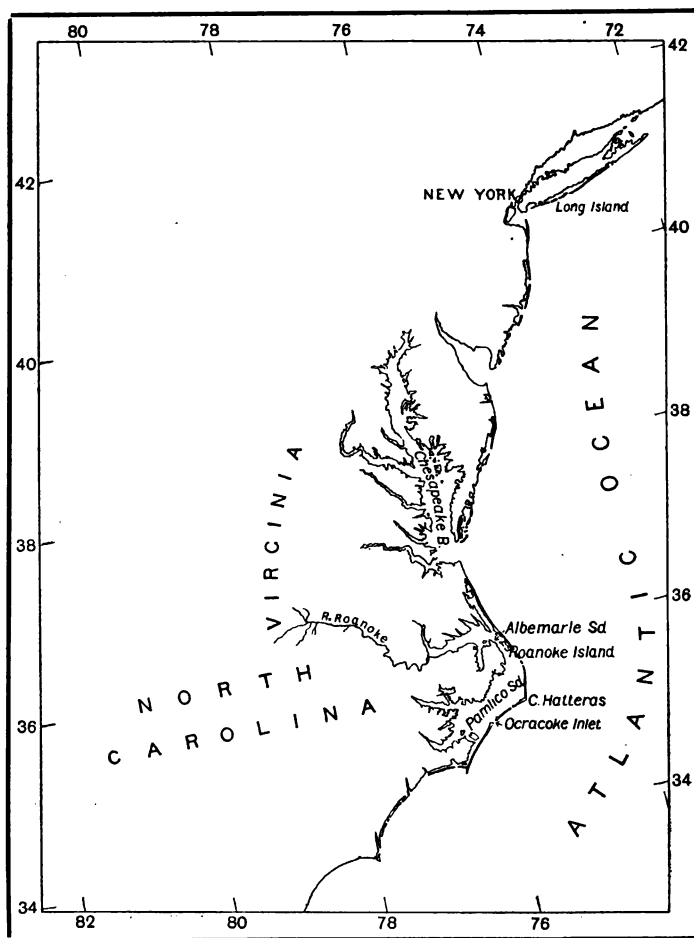 80 78 76 74 72
42
42
NEW YORK
Long Island
40
40
38
Chesapeake B.
VIRCINIA
ATLANTIC OCEAN
38
36
R. Roanoke
Albemarle Sd
Roanoke Island
NORTH
CAROLINA
Pamlico Sd.
C. Hatteras
Ocracoke Inlet
36
34
34
82 80 78 76